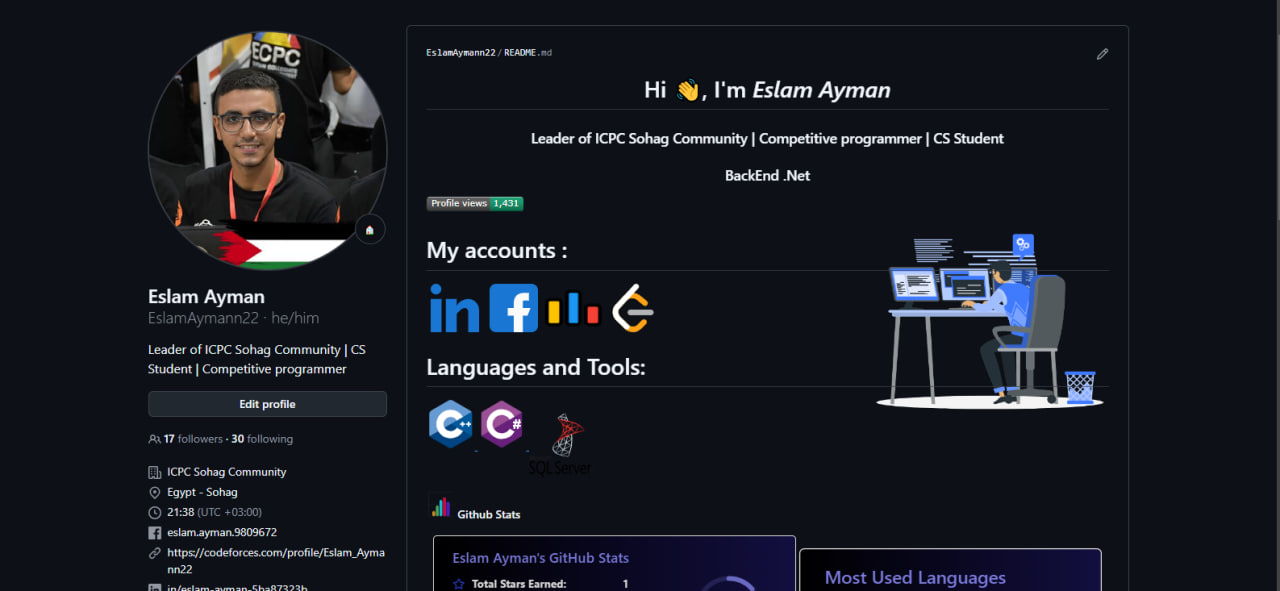 ECPC
Eslam Ayman
EslamAymann22 · he/him
Leader of ICPC Sohag Community | CS
Student | Competitive programmer
Edit profile
17 followers · 30 following
ICPC Sohag Community
Egypt - Sohag
21:38 (UTC +03:00)
eslam.ayman.9809672
https://codeforces.com/profile/Eslam_Ayma
nn22
in/eslam-ayman-5ba87323b
EslamAymann22/README.md
Hi 👋, I'm Eslam Ayman
Leader of ICPC Sohag Community | Competitive programmer | CS Student
BackEnd .Net
Profile views 1,431
My accounts :
in
f
Languages and Tools:
C++
C#
SQL Server
Github Stats
Eslam Ayman's GitHub Stats
Total Stars Earned: 1
Most Used Languages